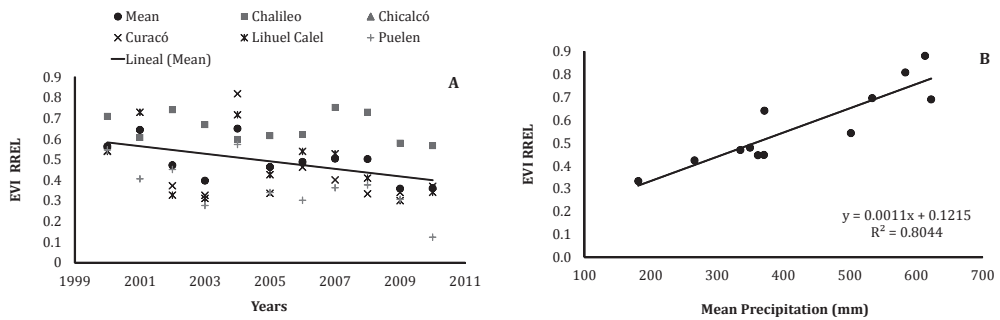 Mean Chalileo Chicalcó
Curacó Lihuel Calel Puelen
Lineal (Mean)
A
0.9
0.8
0.7
0.6
0.5
0.4
0.3
0.2
0.1
0
EVI RREL
1999 2001 2003 2005 2007 2009 2011
Years
B
0.9
0.8
0.7
0.6
0.5
0.4
0.3
0.2
0.1
0.0
EVI RREL
y = 0.0011x + 0.1215
R² = 0.8044
100 200 300 400 500 600 700
Mean Precipitation (mm)